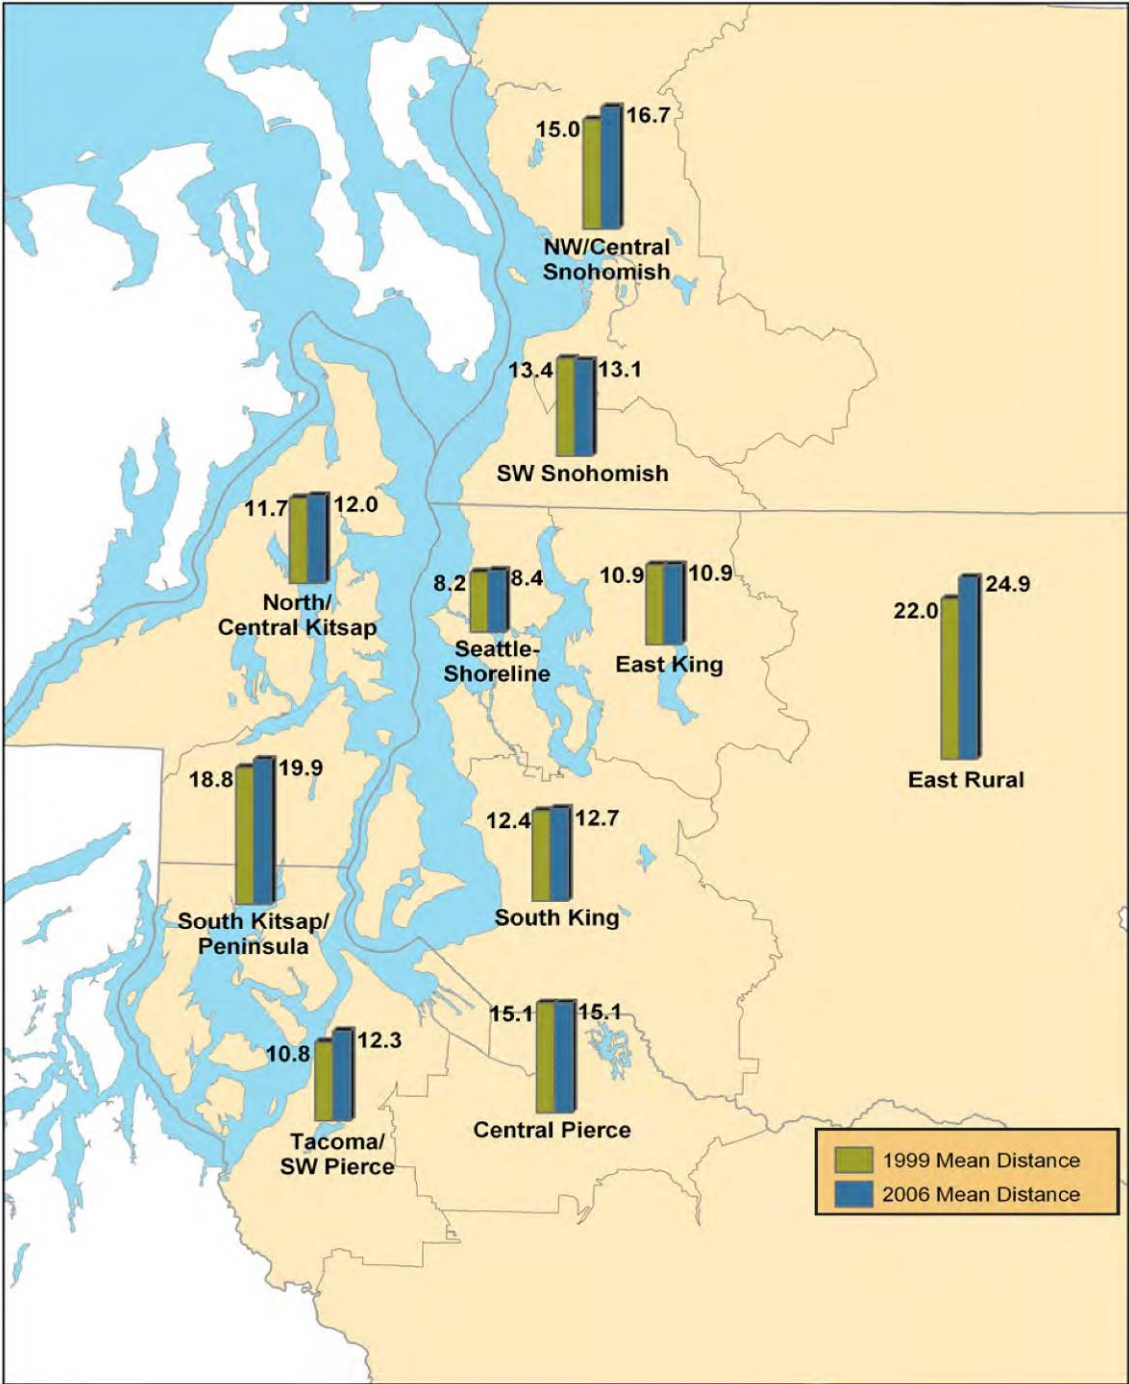 15.0 16.7
NW/Central
Snohomish
13.4 13.1
SW Snohomish
11.7 12.0
North/
Central Kitsap
8.2 8.4
Seattle-
Shoreline
10.9 10.9
East King
22.0 24.9
East Rural
18.8 19.9
South Kitsap/
Peninsula
12.4 12.7
South King
10.8 12.3
Tacoma/
SW Pierce
15.1 15.1
Central Pierce
1999 Mean Distance
2006 Mean Distance